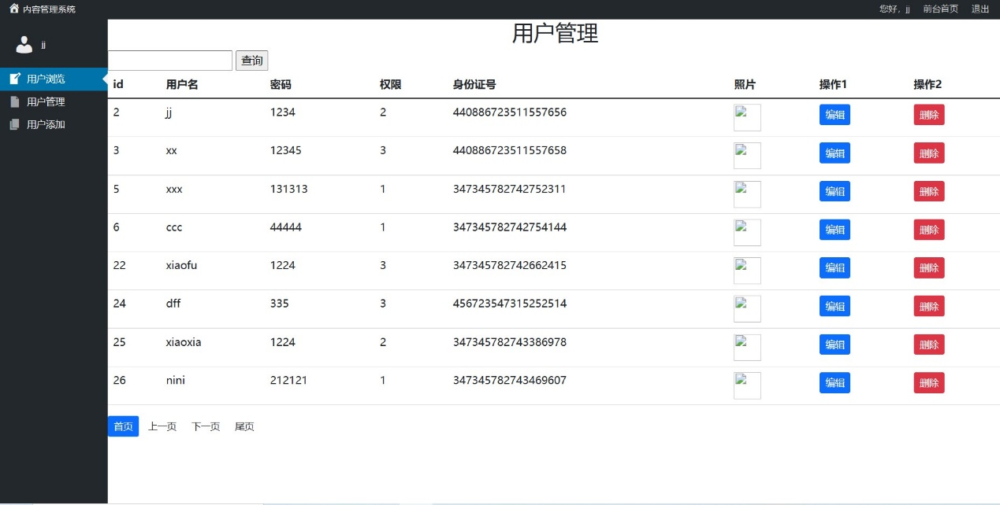 内容管理系统 您好，jj 前台首页 退出
jj
用户浏览
用户管理
用户添加
用户管理
查询
id 用户名 密码 权限 身份证号 照片 操作1 操作2
2 jj 1234 2 440886723511557656 编辑 删除
3 xx 12345 3 440886723511557658 编辑 删除
5 xxx 131313 1 347345782742752311 编辑 删除
6 ccc 44444 1 347345782742754144 编辑 删除
22 xiaofu 1224 3 347345782742662415 编辑 删除
24 dff 335 3 456723547315252514 编辑 删除
25 xiaoxia 1224 2 347345782743386978 编辑 删除
26 nini 212121 1 347345782743469607 编辑 删除
首页 上一页 下一页 尾页